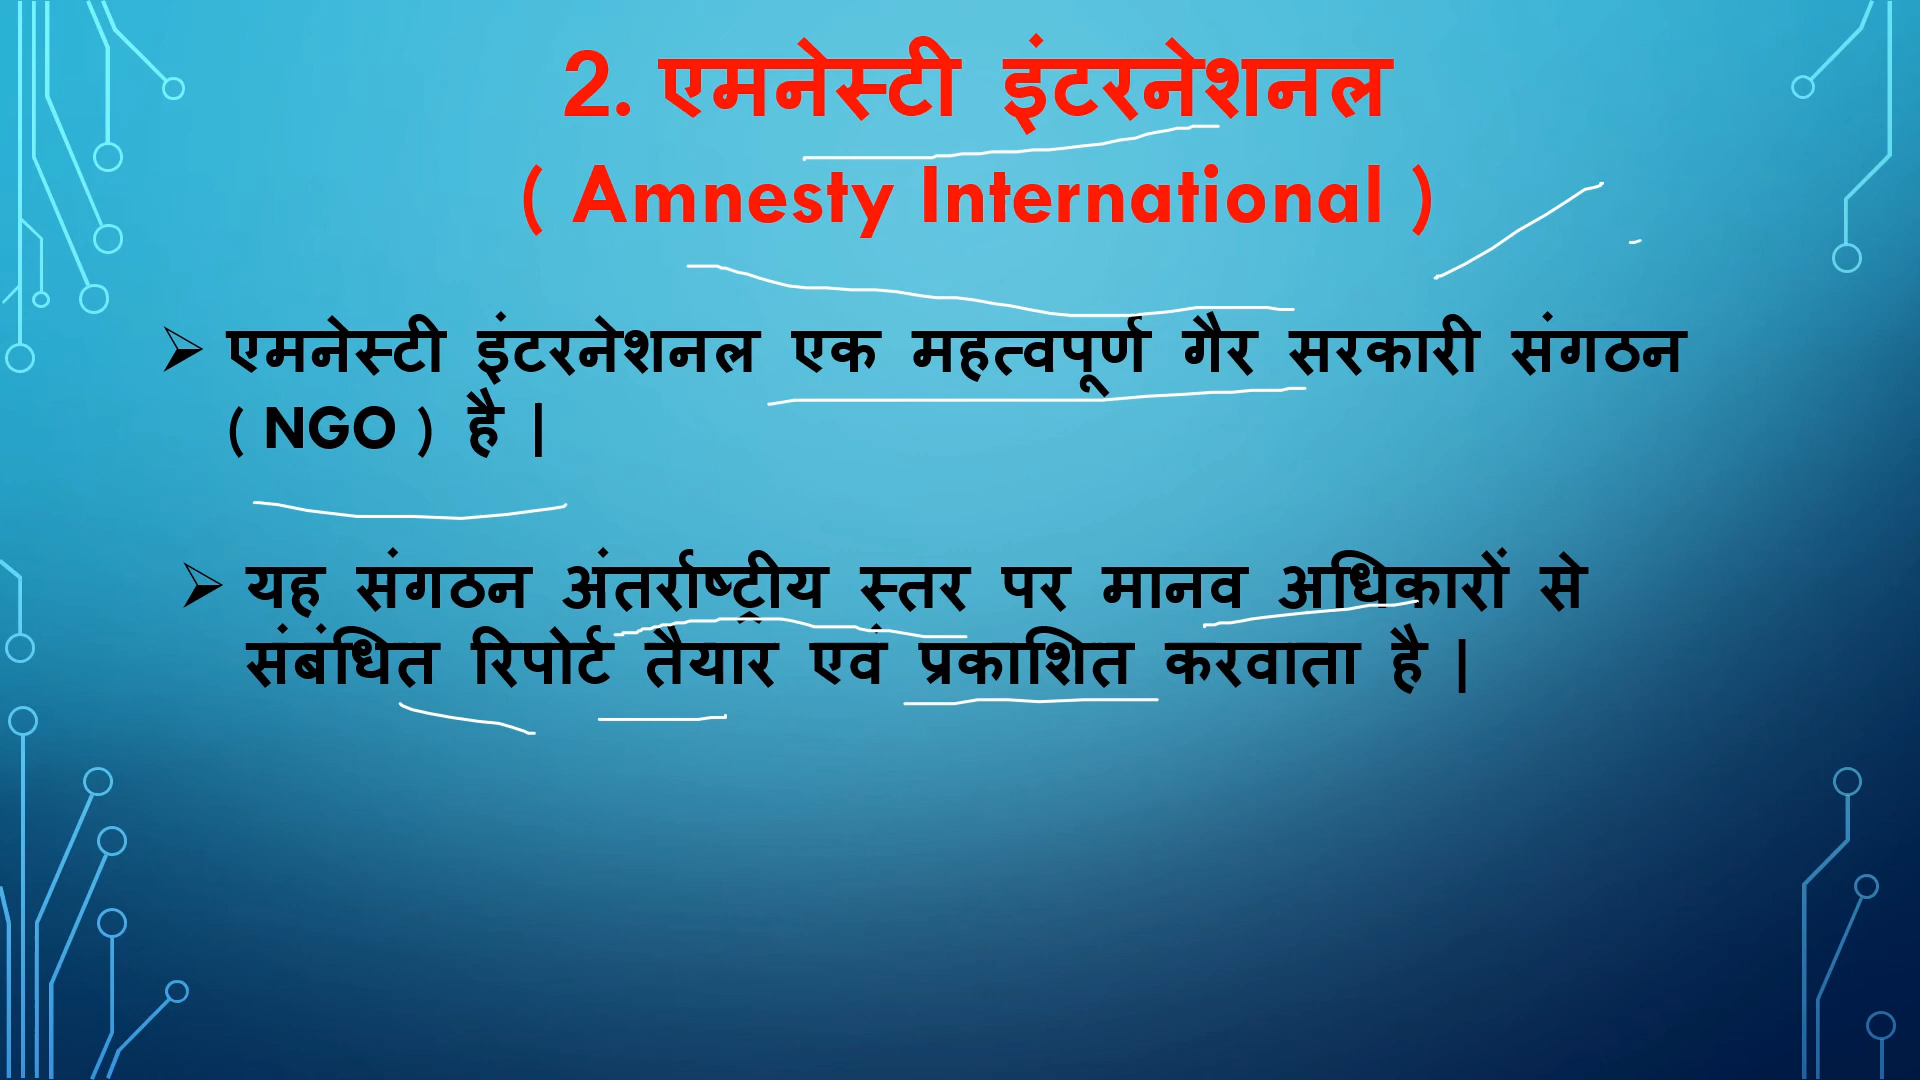 2. एमनेस्टी इंटरनेशनल
( Amnesty International )
एमनेस्टी इंटरनेशनल एक महत्वपूर्ण गैर सरकारी संगठन
( NGO ) है |
यह संगठन अंतर्राष्ट्रीय स्तर पर मानव अधिकारों से
संबंधित रिपोर्ट तैयार एवं प्रकाशित करवाता है |